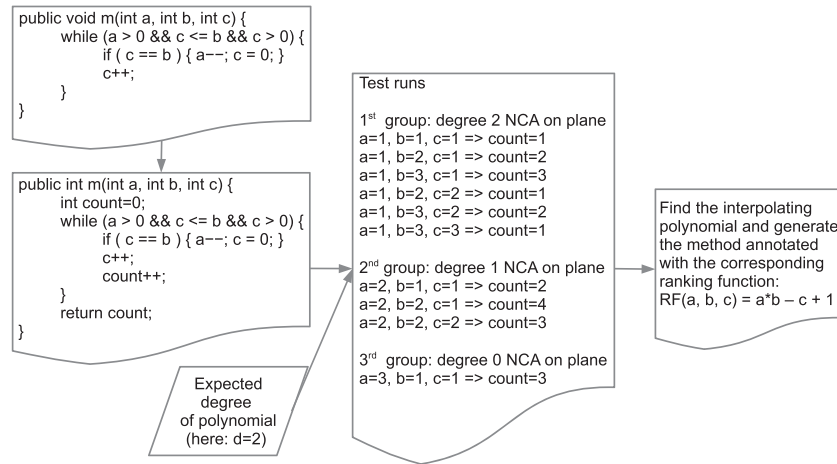 public void m(int a, int b, int c) {
while (a > 0 && c <= b && c > 0) {
if ( c == b ) { a−−; c = 0; }
c++;
}
}
public int m(int a, int b, int c) {
int count=0;
while (a > 0 && c <= b && c > 0) {
if ( c == b ) { a−−; c = 0; }
c++;
count++;
}
return count;
}
Expected
degree
of polynomial
(here: d=2)
Test runs
1st group: degree 2 NCA on plane
a=1, b=1, c=1 => count=1
a=1, b=2, c=1 => count=2
a=1, b=3, c=1 => count=3
a=1, b=2, c=2 => count=1
a=1, b=3, c=2 => count=2
a=1, b=3, c=3 => count=1
2nd group: degree 1 NCA on plane
a=2, b=1, c=1 => count=2
a=2, b=2, c=1 => count=4
a=2, b=2, c=2 => count=3
3rd group: degree 0 NCA on plane
a=3, b=1, c=1 => count=3
Find the interpolating
polynomial and generate
the method annotated
with the corresponding
ranking function:
RF(a, b, c) = a*b – c + 1